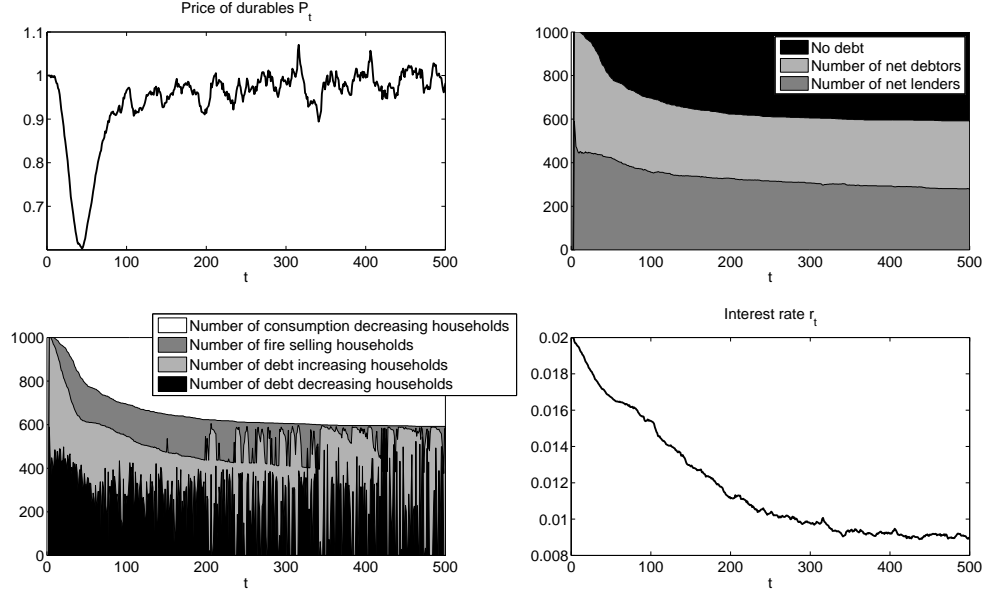 Price of durables P_t
1.1
1
0.9
0.8
0.7
0 100 200 300 400 500
t
1000
800
600
400
200
0
No debt
Number of net debtors
Number of net lenders
0 100 200 300 400 500
t
1000
800
600
400
200
0
Number of consumption decreasing households
Number of fire selling households
Number of debt increasing households
Number of debt decreasing households
0 100 200 300 400 500
t
Interest rate r_t
0.02
0.018
0.016
0.014
0.012
0.01
0.008
0 100 200 300 400 500
t